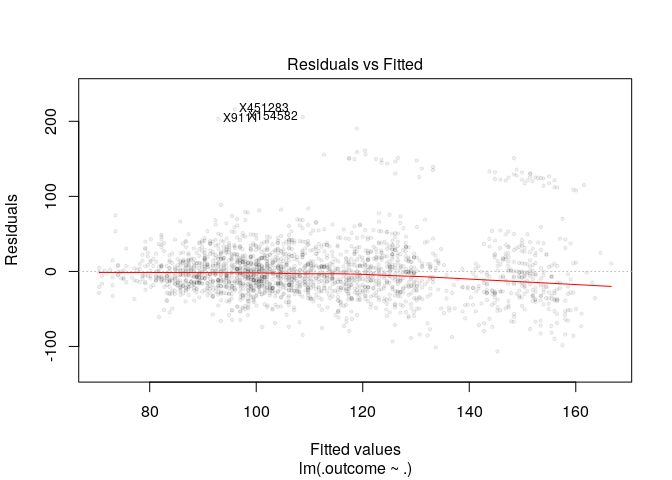 Residuals vs Fitted
200
100
0
-100
Residuals
X451283
X154582
80
100
120
140
160
Fitted values
lm(.outcome ~ .)